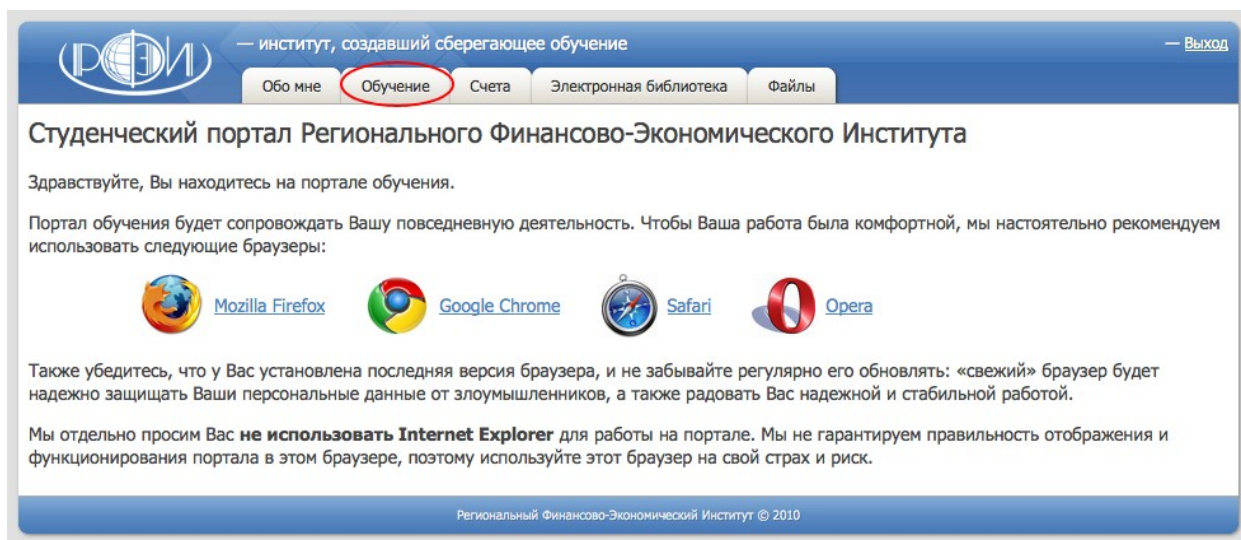 (РФЭИ) — институт, создавший сберегающее обучение — Выход
Обо мне Обучение Счета Электронная библиотека Файлы
Студенческий портал Регионального Финансово-Экономического Института
Здравствуйте, Вы находитесь на портале обучения.
Портал обучения будет сопровождать Вашу повседневную деятельность. Чтобы Ваша работа была комфортной, мы настоятельно рекомендуем
использовать следующие браузеры:
Mozilla Firefox Google Chrome Safari Opera
Также убедитесь, что у Вас установлена последняя версия браузера, и не забывайте регулярно его обновлять: «свежий» браузер будет
надежно защищать Ваши персональные данные от злоумышленников, а также радовать Вас надежной и стабильной работой.
Мы отдельно просим Вас не использовать Internet Explorer для работы на портале. Мы не гарантируем правильность отображения и
функционирования портала в этом браузере, поэтому используйте этот браузер на свой страх и риск.
Региональный Финансово-Экономический Институт © 2010